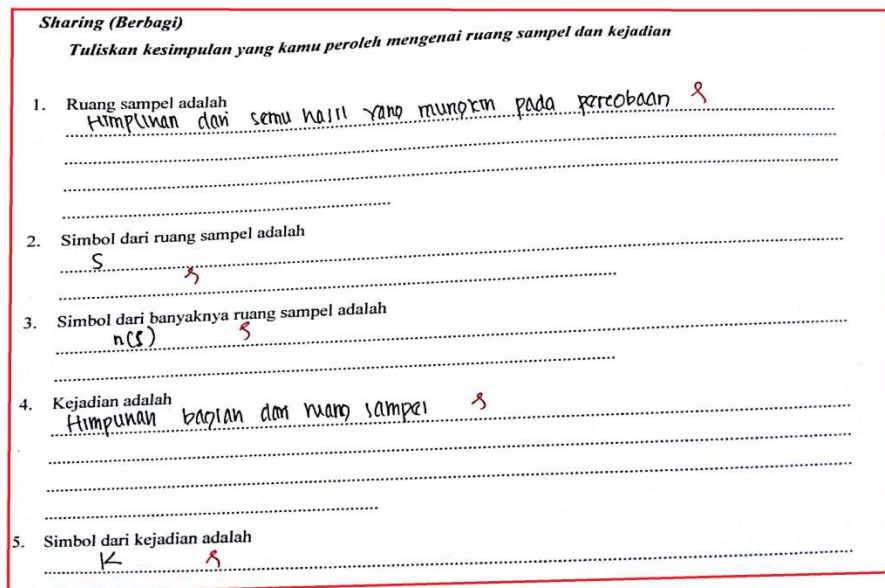 Sharing (Berbagi)
Tuliskan kesimpulan yang kamu peroleh mengenai ruang sampel dan kejadian
1. Ruang sampel adalah
Himpunan dari semu hasil yang mungkin pada percobaan
2. Simbol dari ruang sampel adalah
S
3. Simbol dari banyaknya ruang sampel adalah
n(S)
4. Kejadian adalah
Himpunan bagian dari ruang sampel
5. Simbol dari kejadian adalah
K